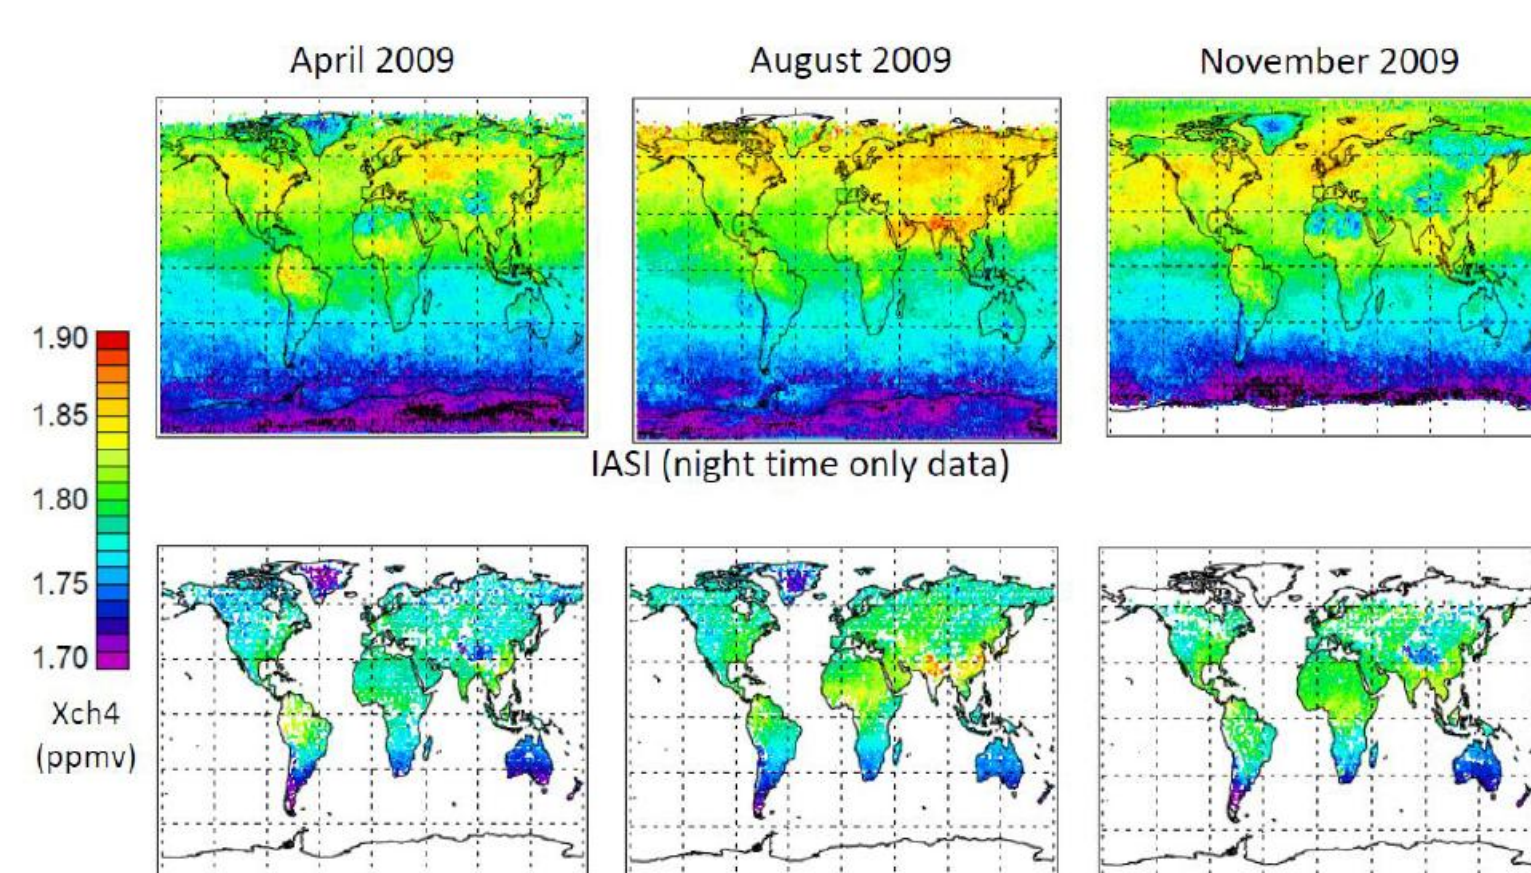 April 2009
August 2009
November 2009
1.90
1.85
1.80
1.75
1.70
Xch4
(ppmv)
IASI (night time only data)